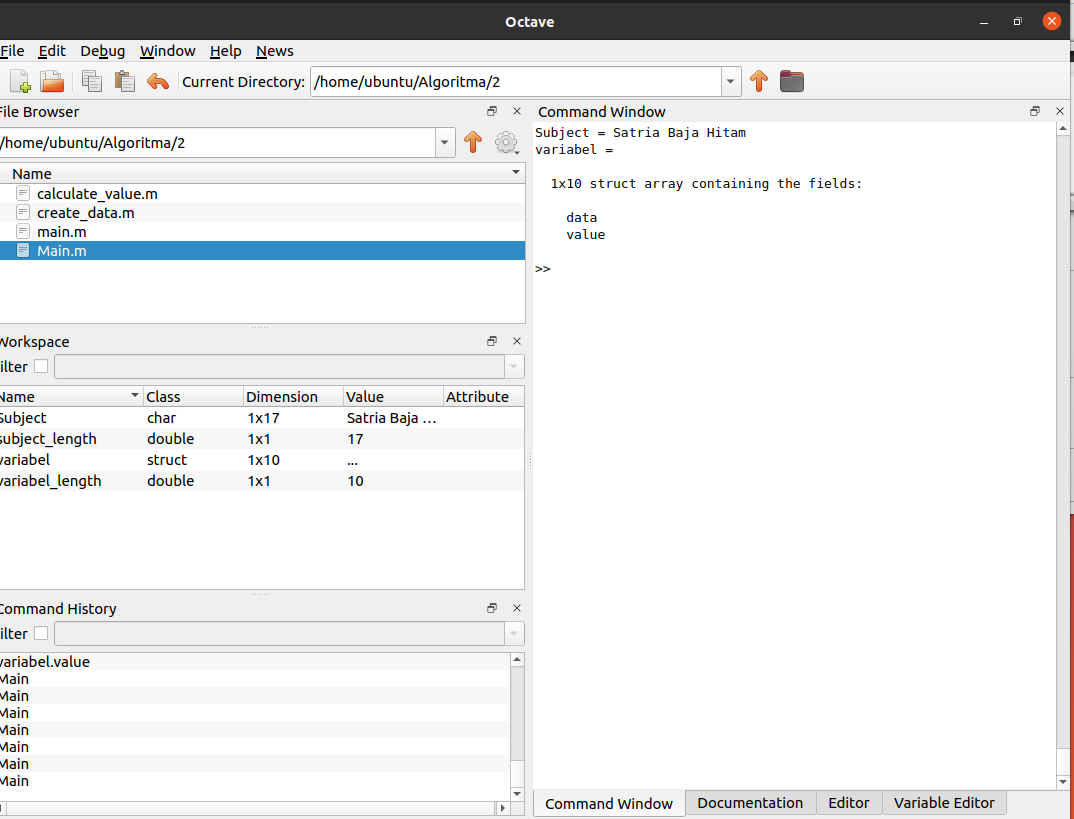 Octave
File Edit Debug Window Help News
Current Directory: /home/ubuntu/Algoritma/2
File Browser
/home/ubuntu/Algoritma/2
Name
calculate_value.m
create_data.m
main.m
Main.m
Workspace
ilter
Name Class Dimension Value Attribute
Subject char 1x17 Satria Baja ...
subject_length double 1x1 17
variabel struct 1x10 ...
variabel_length double 1x1 10
Command History
ilter
variabel.value
Main
Main
Main
Main
Main
Main
Main
Command Window
Subject = Satria Baja Hitam
variabel =
1x10 struct array containing the fields:
data
value
>>
Command Window Documentation Editor Variable Editor